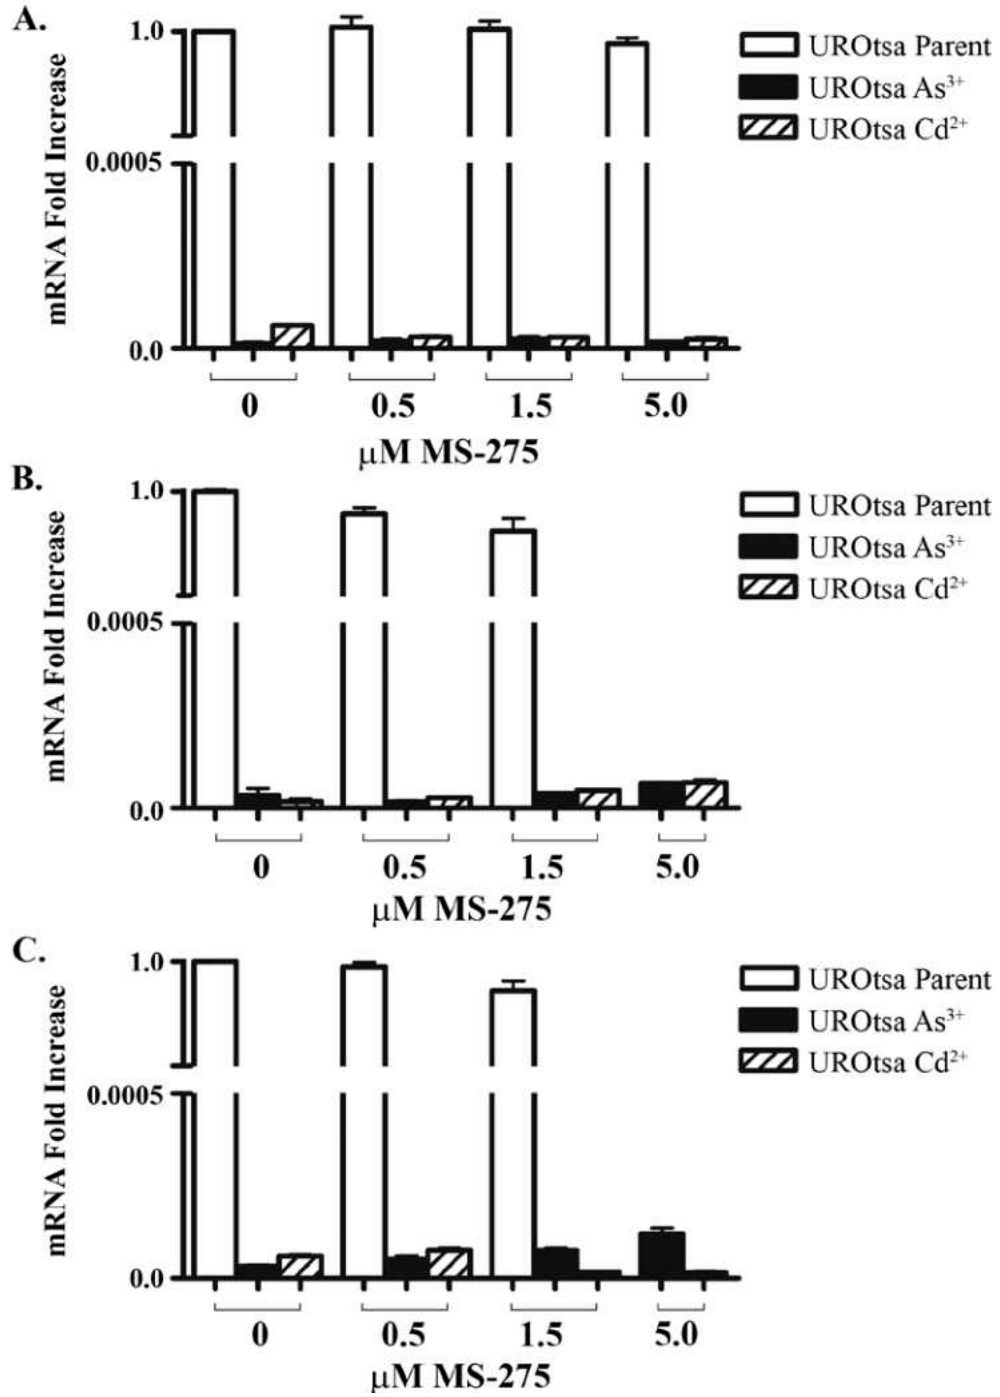 A.
mRNA Fold Increase
1.0
0.0005
0.0
0 0.5 1.5 5.0
μM MS-275
UROtsa Parent
UROtsa As³⁺
UROtsa Cd²⁺
B.
mRNA Fold Increase
1.0
0.0005
0.0
0 0.5 1.5 5.0
μM MS-275
UROtsa Parent
UROtsa As³⁺
UROtsa Cd²⁺
C.
mRNA Fold Increase
1.0
0.0005
0.0
0 0.5 1.5 5.0
μM MS-275
UROtsa Parent
UROtsa As³⁺
UROtsa Cd²⁺